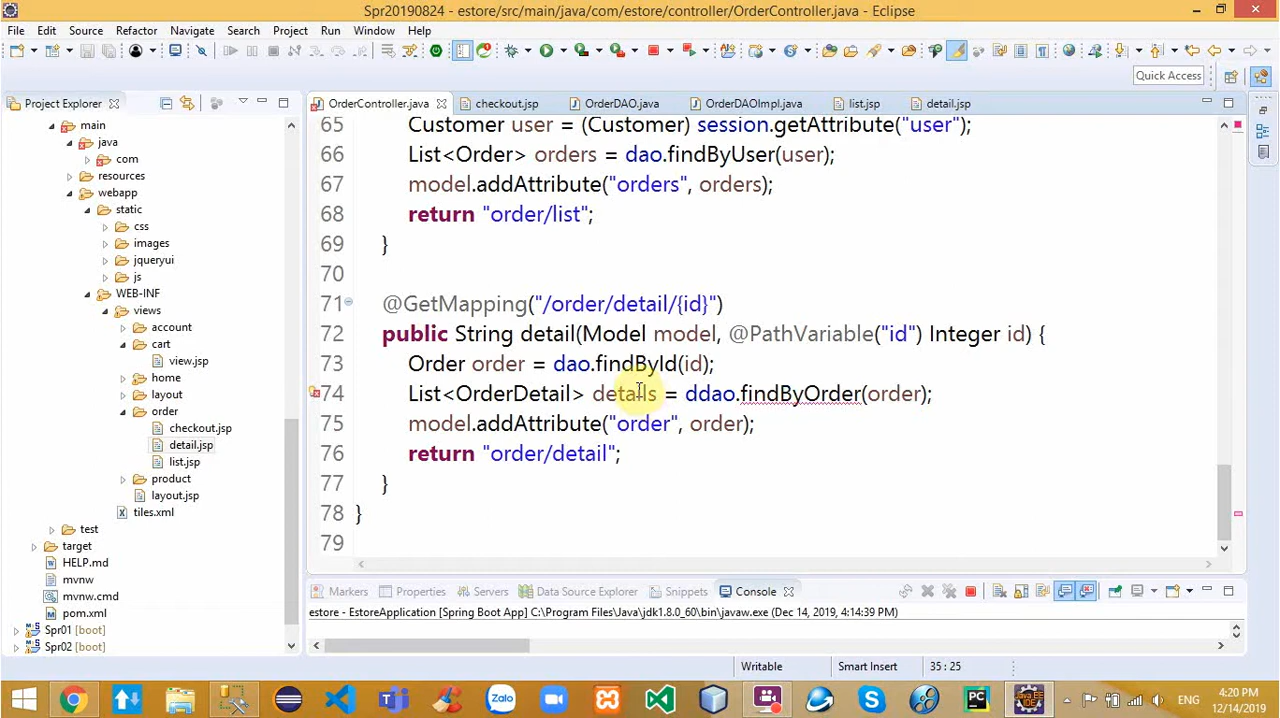 Spr20190824 - estore/src/main/java/com/estore/controller/OrderController.java - Eclipse
File Edit Source Refactor Navigate Search Project Run Window Help
Quick Access
Project Explorer
OrderController.java checkout.jsp OrderDAO.java OrderDAOImpl.java list.jsp detail.jsp
main
java
com
resources
webapp
static
css
images
jqueryui
js
WEB-INF
views
account
cart
view.jsp
home
layout
order
checkout.jsp
detail.jsp
list.jsp
product
layout.jsp
tiles.xml
test
target
HELP.md
mvnw
mvnw.cmd
pom.xml
Spr01 [boot]
Spr02 [boot]
65 Customer user = (Customer) session.getAttribute("user");
66 List<Order> orders = dao.findByUser(user);
67 model.addAttribute("orders", orders);
68 return "order/list";
69 }
70
71 @GetMapping("/order/detail/{id}")
72 public String detail(Model model, @PathVariable("id") Integer id) {
73 Order order = dao.findById(id);
74 List<OrderDetail> details = ddao.findByOrder(order);
75 model.addAttribute("order", order);
76 return "order/detail";
77 }
78 }
79
Markers Properties Servers Data Source Explorer Snippets Console
estore - EstoreApplication [Spring Boot App] C:\Program Files\Java\jdk1.8.0_60\bin\javaw.exe (Dec 14, 2019, 4:14:39 PM)
Writable Smart Insert 35 : 25
Zalo
PC
ENG
4:20 PM
12/14/2019